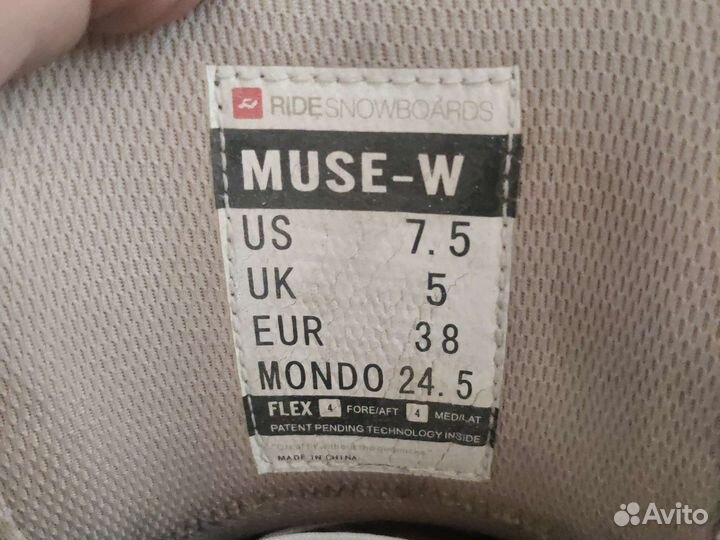 RIDESNOWBOARDS
MUSE-W
US 7.5
UK 5
EUR 38
MONDO 24.5
FLEX 4 FORE/AFT 4 MED/LAT
PATENT PENDING TECHNOLOGY INSIDE
MADE IN CHINA
Avito